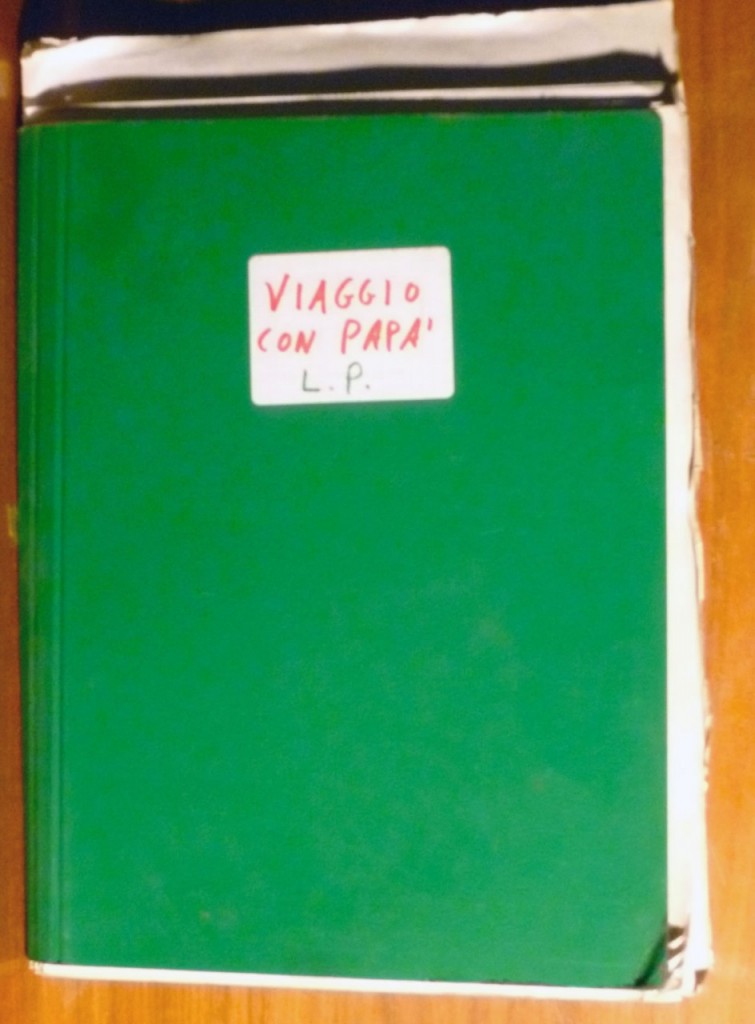 VIAGGIO
CON PAPA'
L. P.